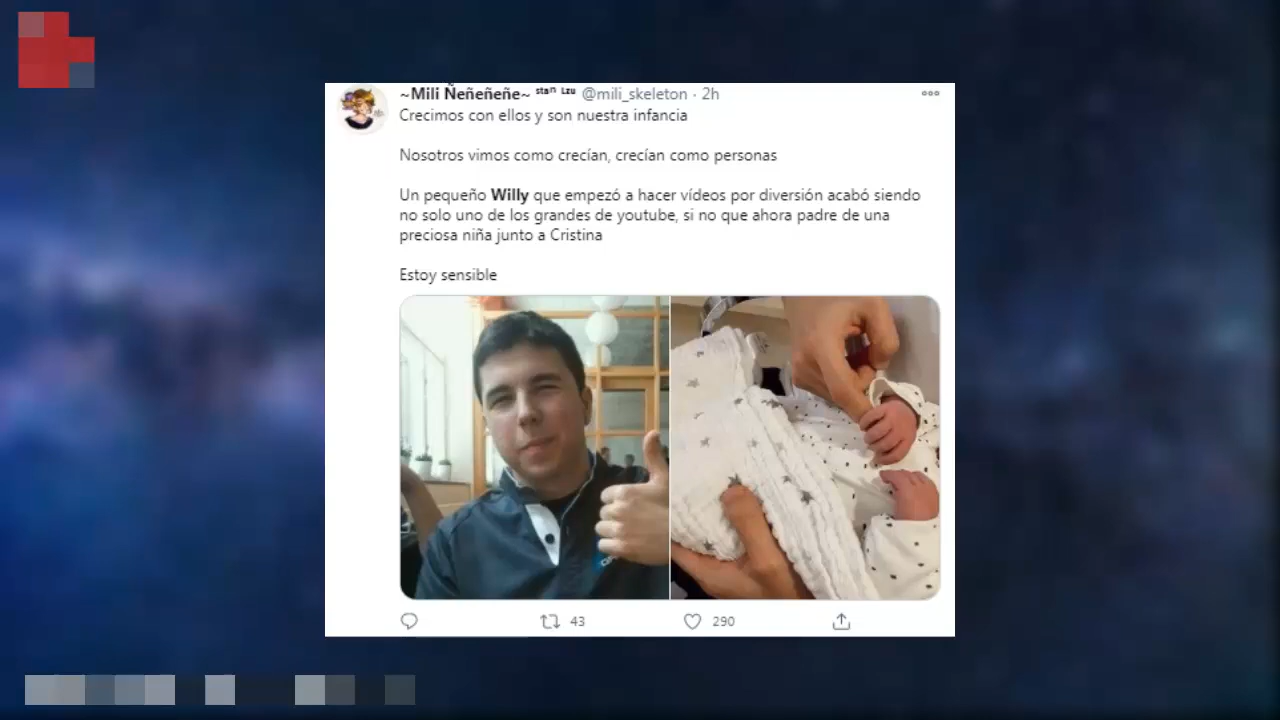 ~Mili Ñeñeñeñe~ ˢᵗᵃⁿ ᴸᶻᵘ @mili_skeleton · 2h
Crecimos con ellos y son nuestra infancia
Nosotros vimos como crecían, crecían como personas
Un pequeño Willy que empezó a hacer vídeos por diversión acabó siendo
no solo uno de los grandes de youtube, si no que ahora padre de una
preciosa niña junto a Cristina
Estoy sensible
43
290